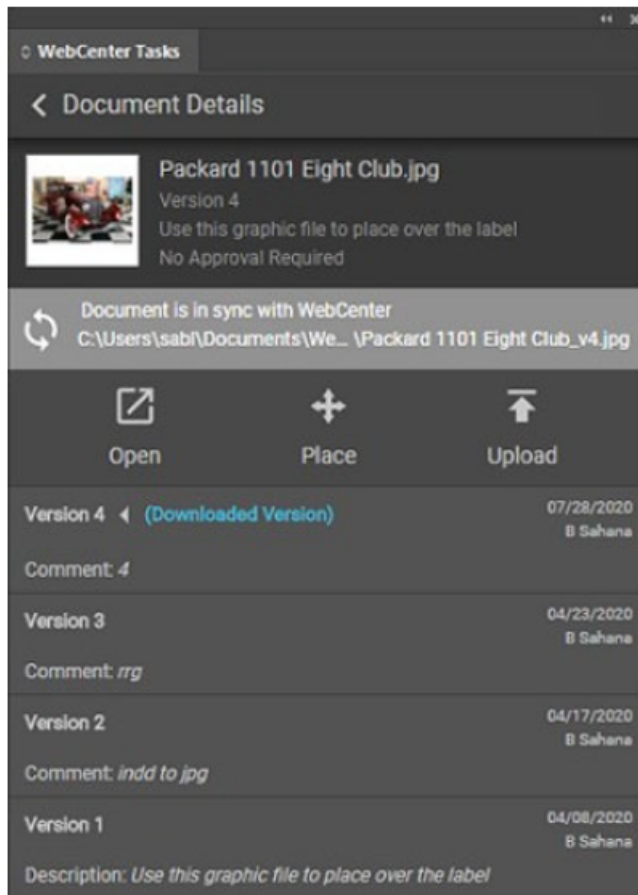 WebCenter Tasks
Document Details
Packard 1101 Eight Club.jpg
Version 4
Use this graphic file to place over the label
No Approval Required
Document is in sync with WebCenter
C:\Users\sabl\Documents\We... \Packard 1101 Eight Club_v4.jpg
Open Place Upload
Version 4 (Downloaded Version) 07/28/2020
B Sahana
Comment: 4
Version 3 04/23/2020
B Sahana
Comment: rrg
Version 2 04/17/2020
B Sahana
Comment: indd to jpg
Version 1 04/08/2020
B Sahana
Description: Use this graphic file to place over the label